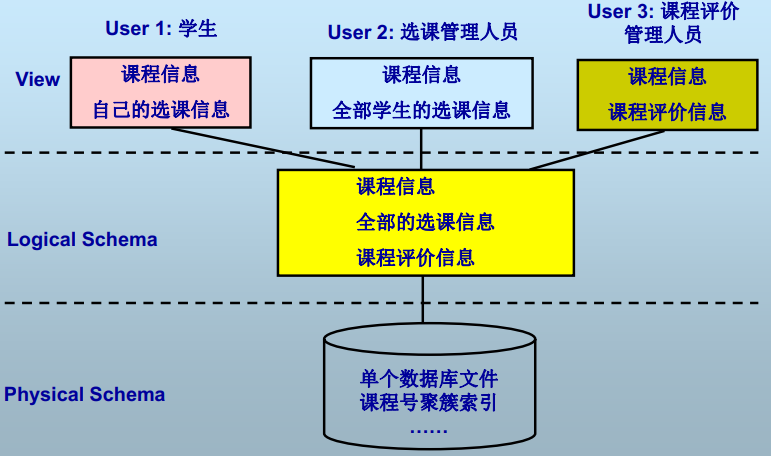 User 1: 学生
User 2: 选课管理人员
User 3: 课程评价
管理人员
View
课程信息
自己的选课信息
课程信息
全部学生的选课信息
课程信息
课程评价信息
Logical Schema
课程信息
全部的选课信息
课程评价信息
Physical Schema
单个数据库文件
课程号聚簇索引
……